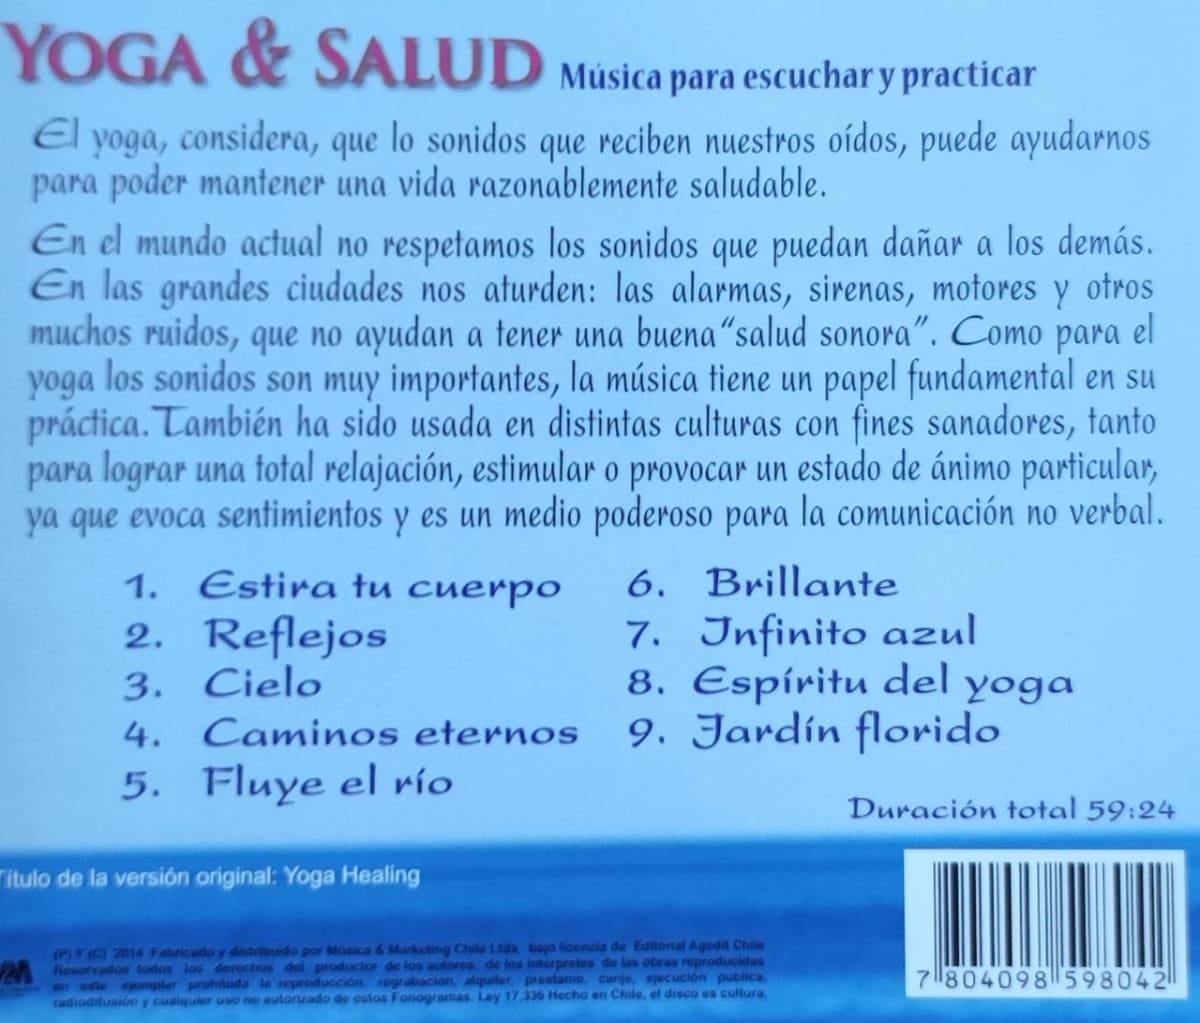 YOGA & SALUD Música para escuchar y practicar
El yoga, considera, que lo sonidos que reciben nuestros oídos, puede ayudarnos
para poder mantener una vida razonablemente saludable.
En el mundo actual no respetamos los sonidos que puedan dañar a los demás.
En las grandes ciudades nos aturden: las alarmas, sirenas, motores y otros
muchos ruidos, que no ayudan a tener una buena "salud sonora". Como para el
yoga los sonidos son muy importantes, la música tiene un papel fundamental en su
práctica. También ha sido usada en distintas culturas con fines sanadores, tanto
para lograr una total relajación, estimular o provocar un estado de ánimo particular,
ya que evoca sentimientos y es un medio poderoso para la comunicación no verbal.
1. Estira tu cuerpo
2. Reflejos
3. Cielo
4. Caminos eternos
5. Fluye el río
6. Brillante
7. Infinito azul
8. Espíritu del yoga
9. Jardín florido
Duración total 59:24
Título de la versión original: Yoga Healing
(P) Y (C) 2014 Fabricado y distribuido por Música & Marketing Chile Ltda. bajo licencia de Editorial Agedit Chile
Reservados todos los derechos del productor de los autores, de los intérpretes de las obras reproducidas
en este ejemplar prohibida la reproducción, regrabación, alquiler, préstamo, canje, ejecución pública,
radiodifusión y cualquier uso no autorizado de estos Fonogramas. Ley 17,336 Hecho en Chile, el disco es cultura.
7 804098 598042